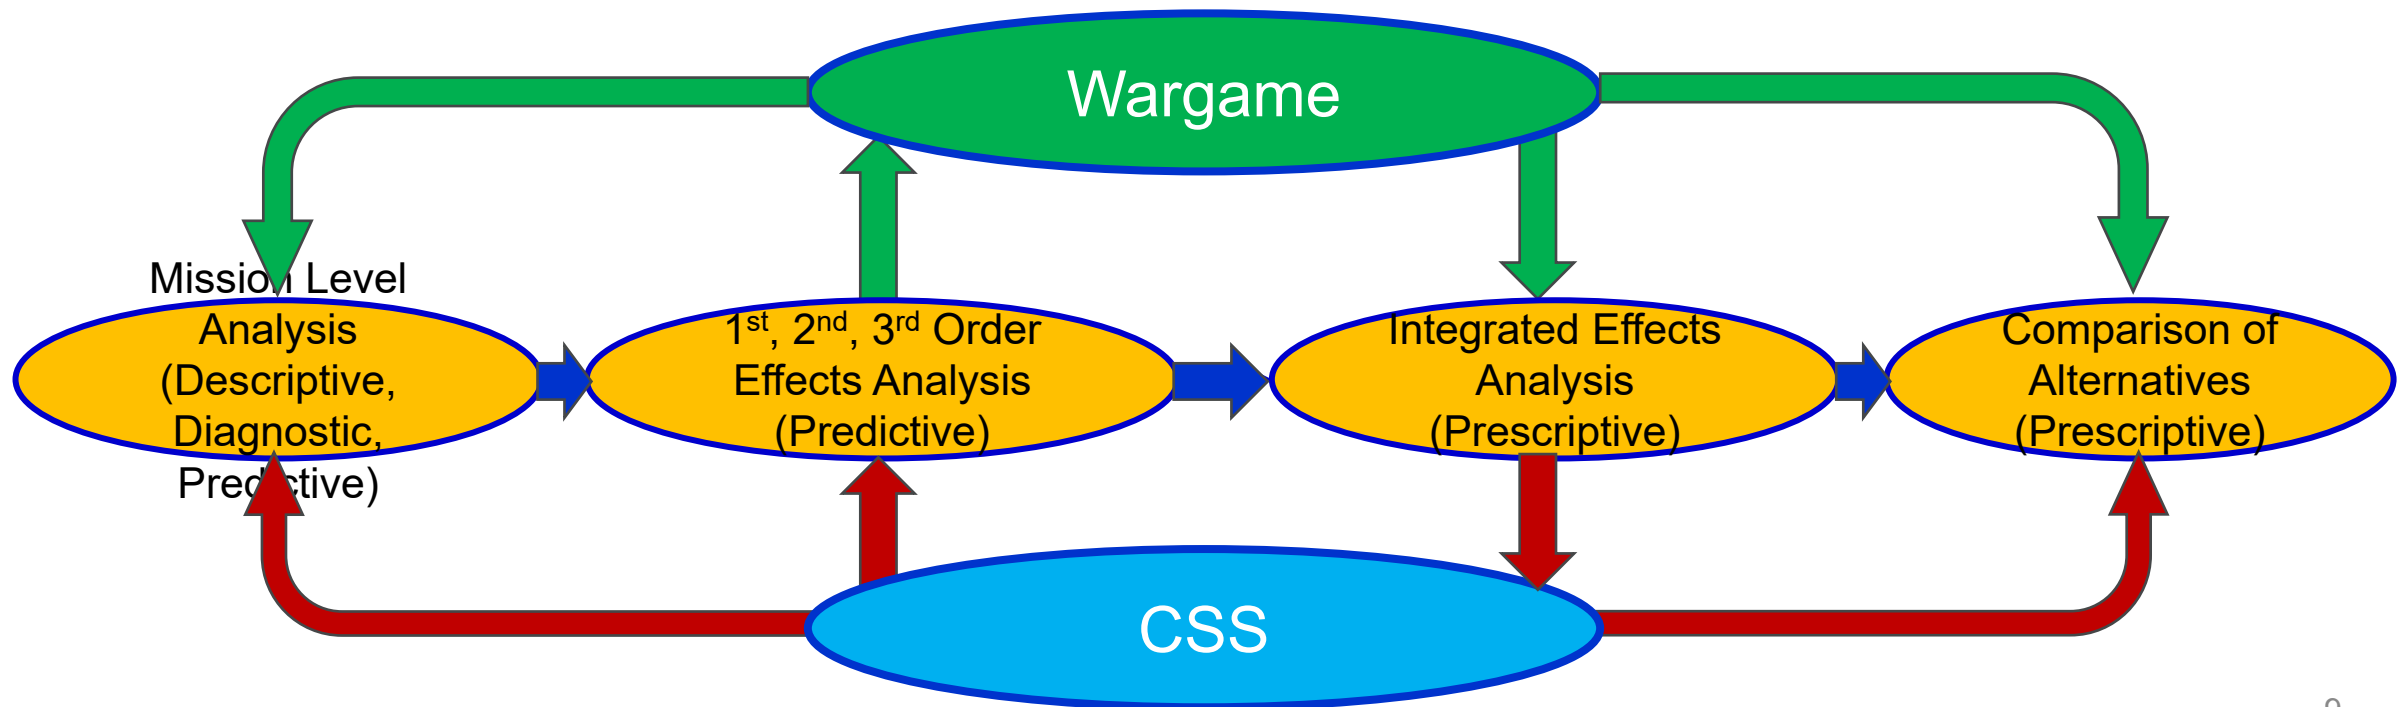 Wargame
Mission Level
Analysis
(Descriptive,
Diagnostic,
Predictive)
1st, 2nd, 3rd Order
Effects Analysis
(Predictive)
Integrated Effects
Analysis
(Prescriptive)
Comparison of
Alternatives
(Prescriptive)
CSS